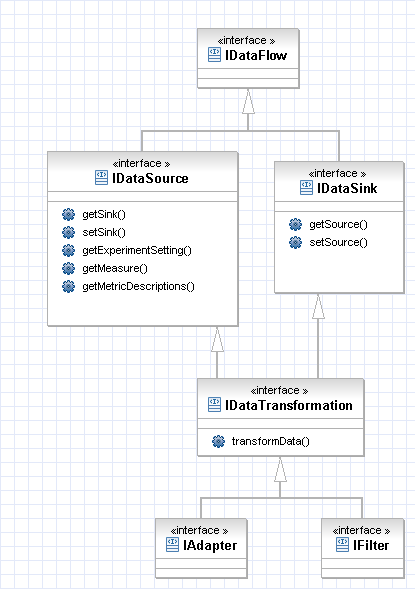 «interface »
IDataFlow
«interface »
IDataSource
getSink()
setSink()
getExperimentSetting()
getMeasure()
getMetricDescriptions()
«interface »
IDataSink
getSource()
setSource()
«interface »
IDataTransformation
transformData()
«interface »
IAdapter
«interface »
IFilter